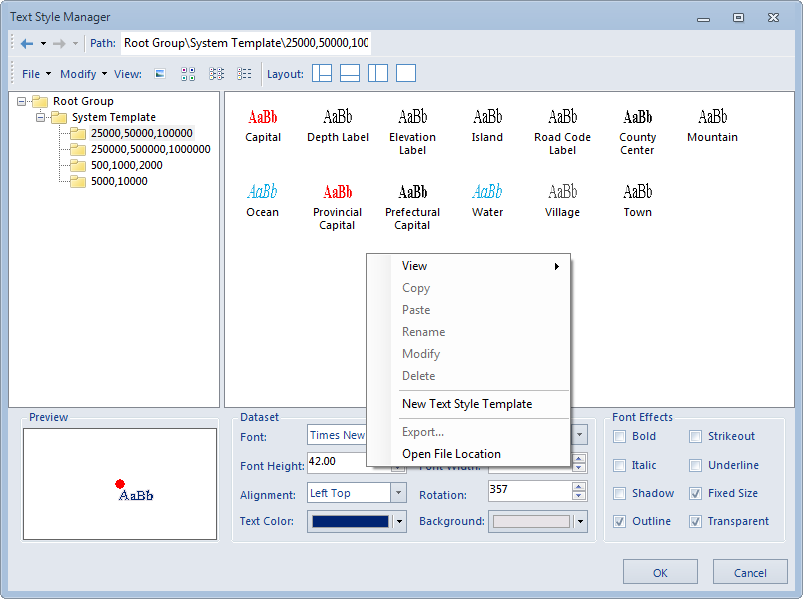 Text Style Manager
Path: Root Group\System Template\25000,50000,100
File Modify View: Layout:
Root Group
System Template
25000,50000,100000
250000,500000,1000000
500,1000,2000
5000,10000
AaBb AaBb AaBb AaBb AaBb AaBb AaBb
Capital Depth Label Elevation Label Island Road Code Label County Center Mountain
AaBb AaBb AaBb AaBb AaBb AaBb
Ocean Provincial Capital Prefectural Capital Water Village Town
View
Copy
Paste
Rename
Modify
Delete
New Text Style Template
Export...
Open File Location
Preview
AaBb
Dataset
Font: Times New
Font Height: 42.00 Font Width:
Alignment: Left Top Rotation: 357
Text Color: Background:
Font Effects
Bold Strikeout
Italic Underline
Shadow Fixed Size
Outline Transparent
OK Cancel